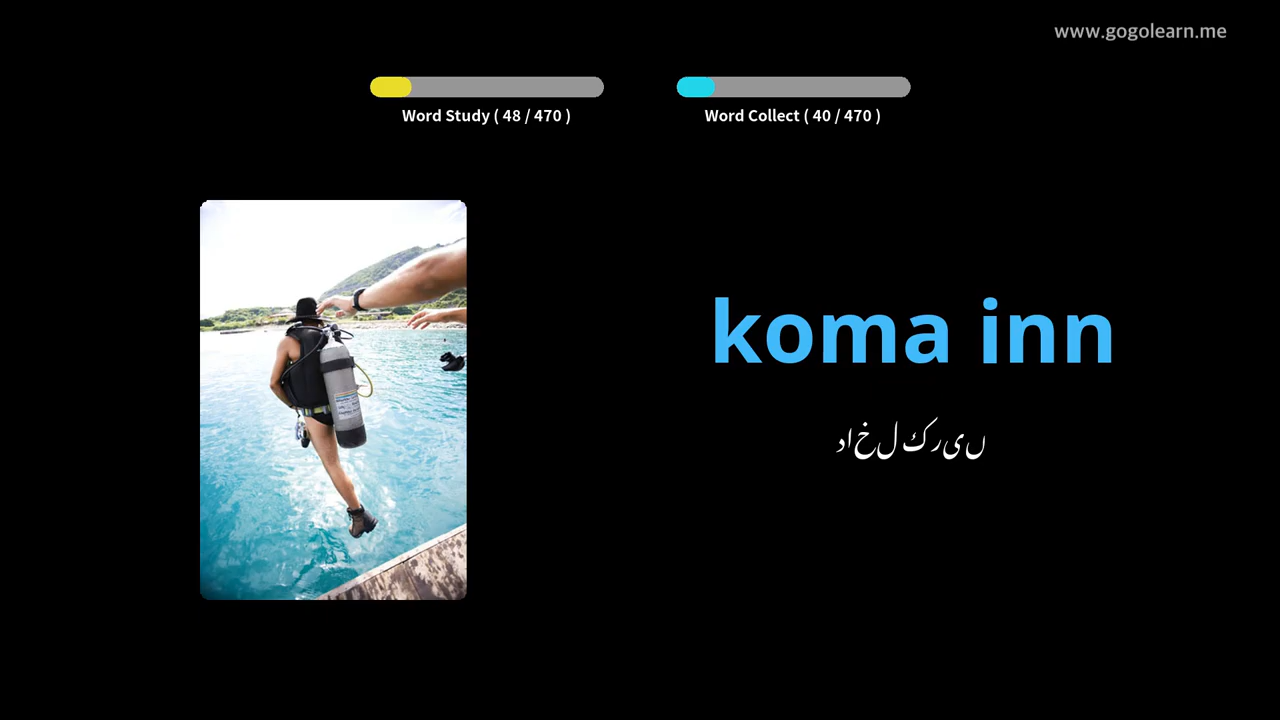 www.gogolearn.me
Word Study ( 48 / 470 )
Word Collect ( 40 / 470 )
koma inn
داخل کریں